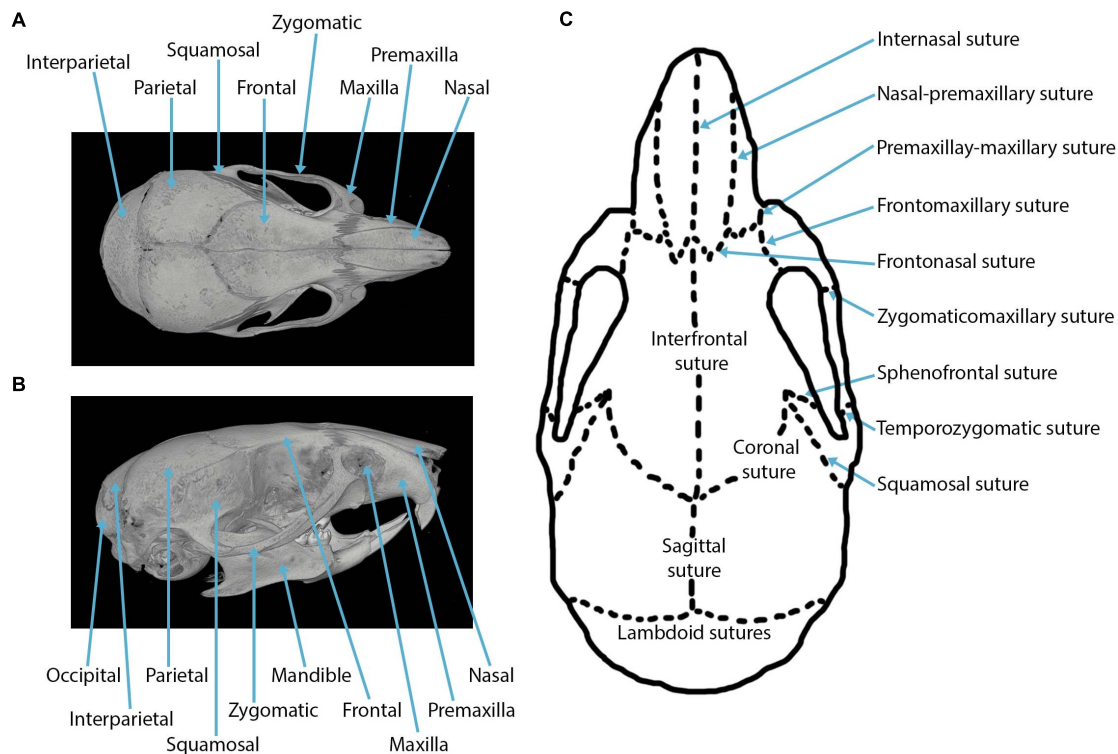 A
Zygomatic
Squamosal
Premaxilla
Interparietal
Parietal
Frontal
Maxilla
Nasal
B
Occipital
Parietal
Mandible
Nasal
Interparietal
Zygomatic
Frontal
Premaxilla
Squamosal
Maxilla
C
Internasal suture
Nasal-premaxillary suture
Premaxillay-maxillary suture
Frontomaxillary suture
Frontonasal suture
Zygomaticomaxillary suture
Interfrontal
suture
Sphenofrontal suture
Temporozygomatic suture
Coronal
suture
Squamosal suture
Sagittal
suture
Lambdoid sutures